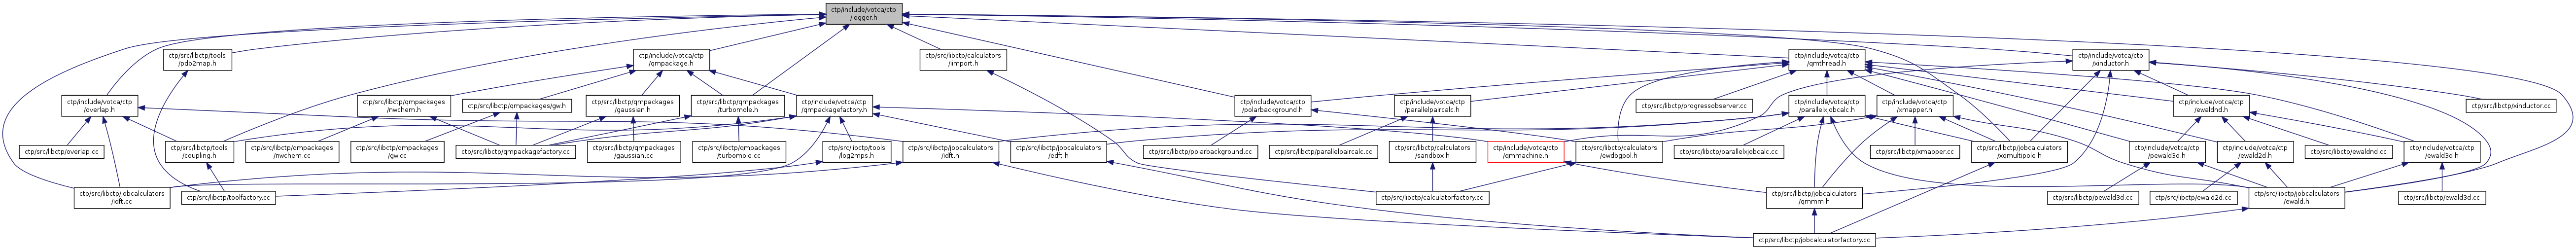 ctp/include/votca/ctp
/logger.h
ctp/src/libctp/tools
/pdb2map.h
ctp/include/votca/ctp
/qmpackage.h
ctp/src/libctp/calculators
/iimport.h
ctp/include/votca/ctp
/qmthread.h
ctp/include/votca/ctp
/xinductor.h
ctp/include/votca/ctp
/overlap.h
ctp/src/libctp/qmpackages
/nwchem.h
ctp/src/libctp/qmpackages/gw.h
ctp/src/libctp/qmpackages
/gaussian.h
ctp/src/libctp/qmpackages
/turbomole.h
ctp/include/votca/ctp
/qmpackagefactory.h
ctp/include/votca/ctp
/polarbackground.h
ctp/include/votca/ctp
/parallelpaircalc.h
ctp/src/libctp/progressobserver.cc
ctp/include/votca/ctp
/parallelxjobcalc.h
ctp/include/votca/ctp
/xmapper.h
ctp/include/votca/ctp
/ewaldnd.h
ctp/src/libctp/xinductor.cc
ctp/src/libctp/overlap.cc
ctp/src/libctp/tools
/coupling.h
ctp/src/libctp/qmpackages
/nwchem.cc
ctp/src/libctp/qmpackages
/gw.cc
ctp/src/libctp/qmpackagefactory.cc
ctp/src/libctp/qmpackages
/gaussian.cc
ctp/src/libctp/qmpackages
/turbomole.cc
ctp/src/libctp/tools
/log2mps.h
ctp/src/libctp/jobcalculators
/idft.h
ctp/src/libctp/jobcalculators
/edft.h
ctp/src/libctp/polarbackground.cc
ctp/src/libctp/parallelpaircalc.cc
ctp/src/libctp/calculators
/sandbox.h
ctp/include/votca/ctp
/qmmachine.h
ctp/src/libctp/calculators
/ewdbgpol.h
ctp/src/libctp/parallelxjobcalc.cc
ctp/src/libctp/xmapper.cc
ctp/src/libctp/jobcalculators
/xqmultipole.h
ctp/include/votca/ctp
/pewald3d.h
ctp/include/votca/ctp
/ewald2d.h
ctp/src/libctp/ewaldnd.cc
ctp/include/votca/ctp
/ewald3d.h
ctp/src/libctp/jobcalculators
/idft.cc
ctp/src/libctp/toolfactory.cc
ctp/src/libctp/calculatorfactory.cc
ctp/src/libctp/jobcalculators
/qmmm.h
ctp/src/libctp/pewald3d.cc
ctp/src/libctp/ewald2d.cc
ctp/src/libctp/jobcalculators
/ewald.h
ctp/src/libctp/ewald3d.cc
ctp/src/libctp/jobcalculatorfactory.cc